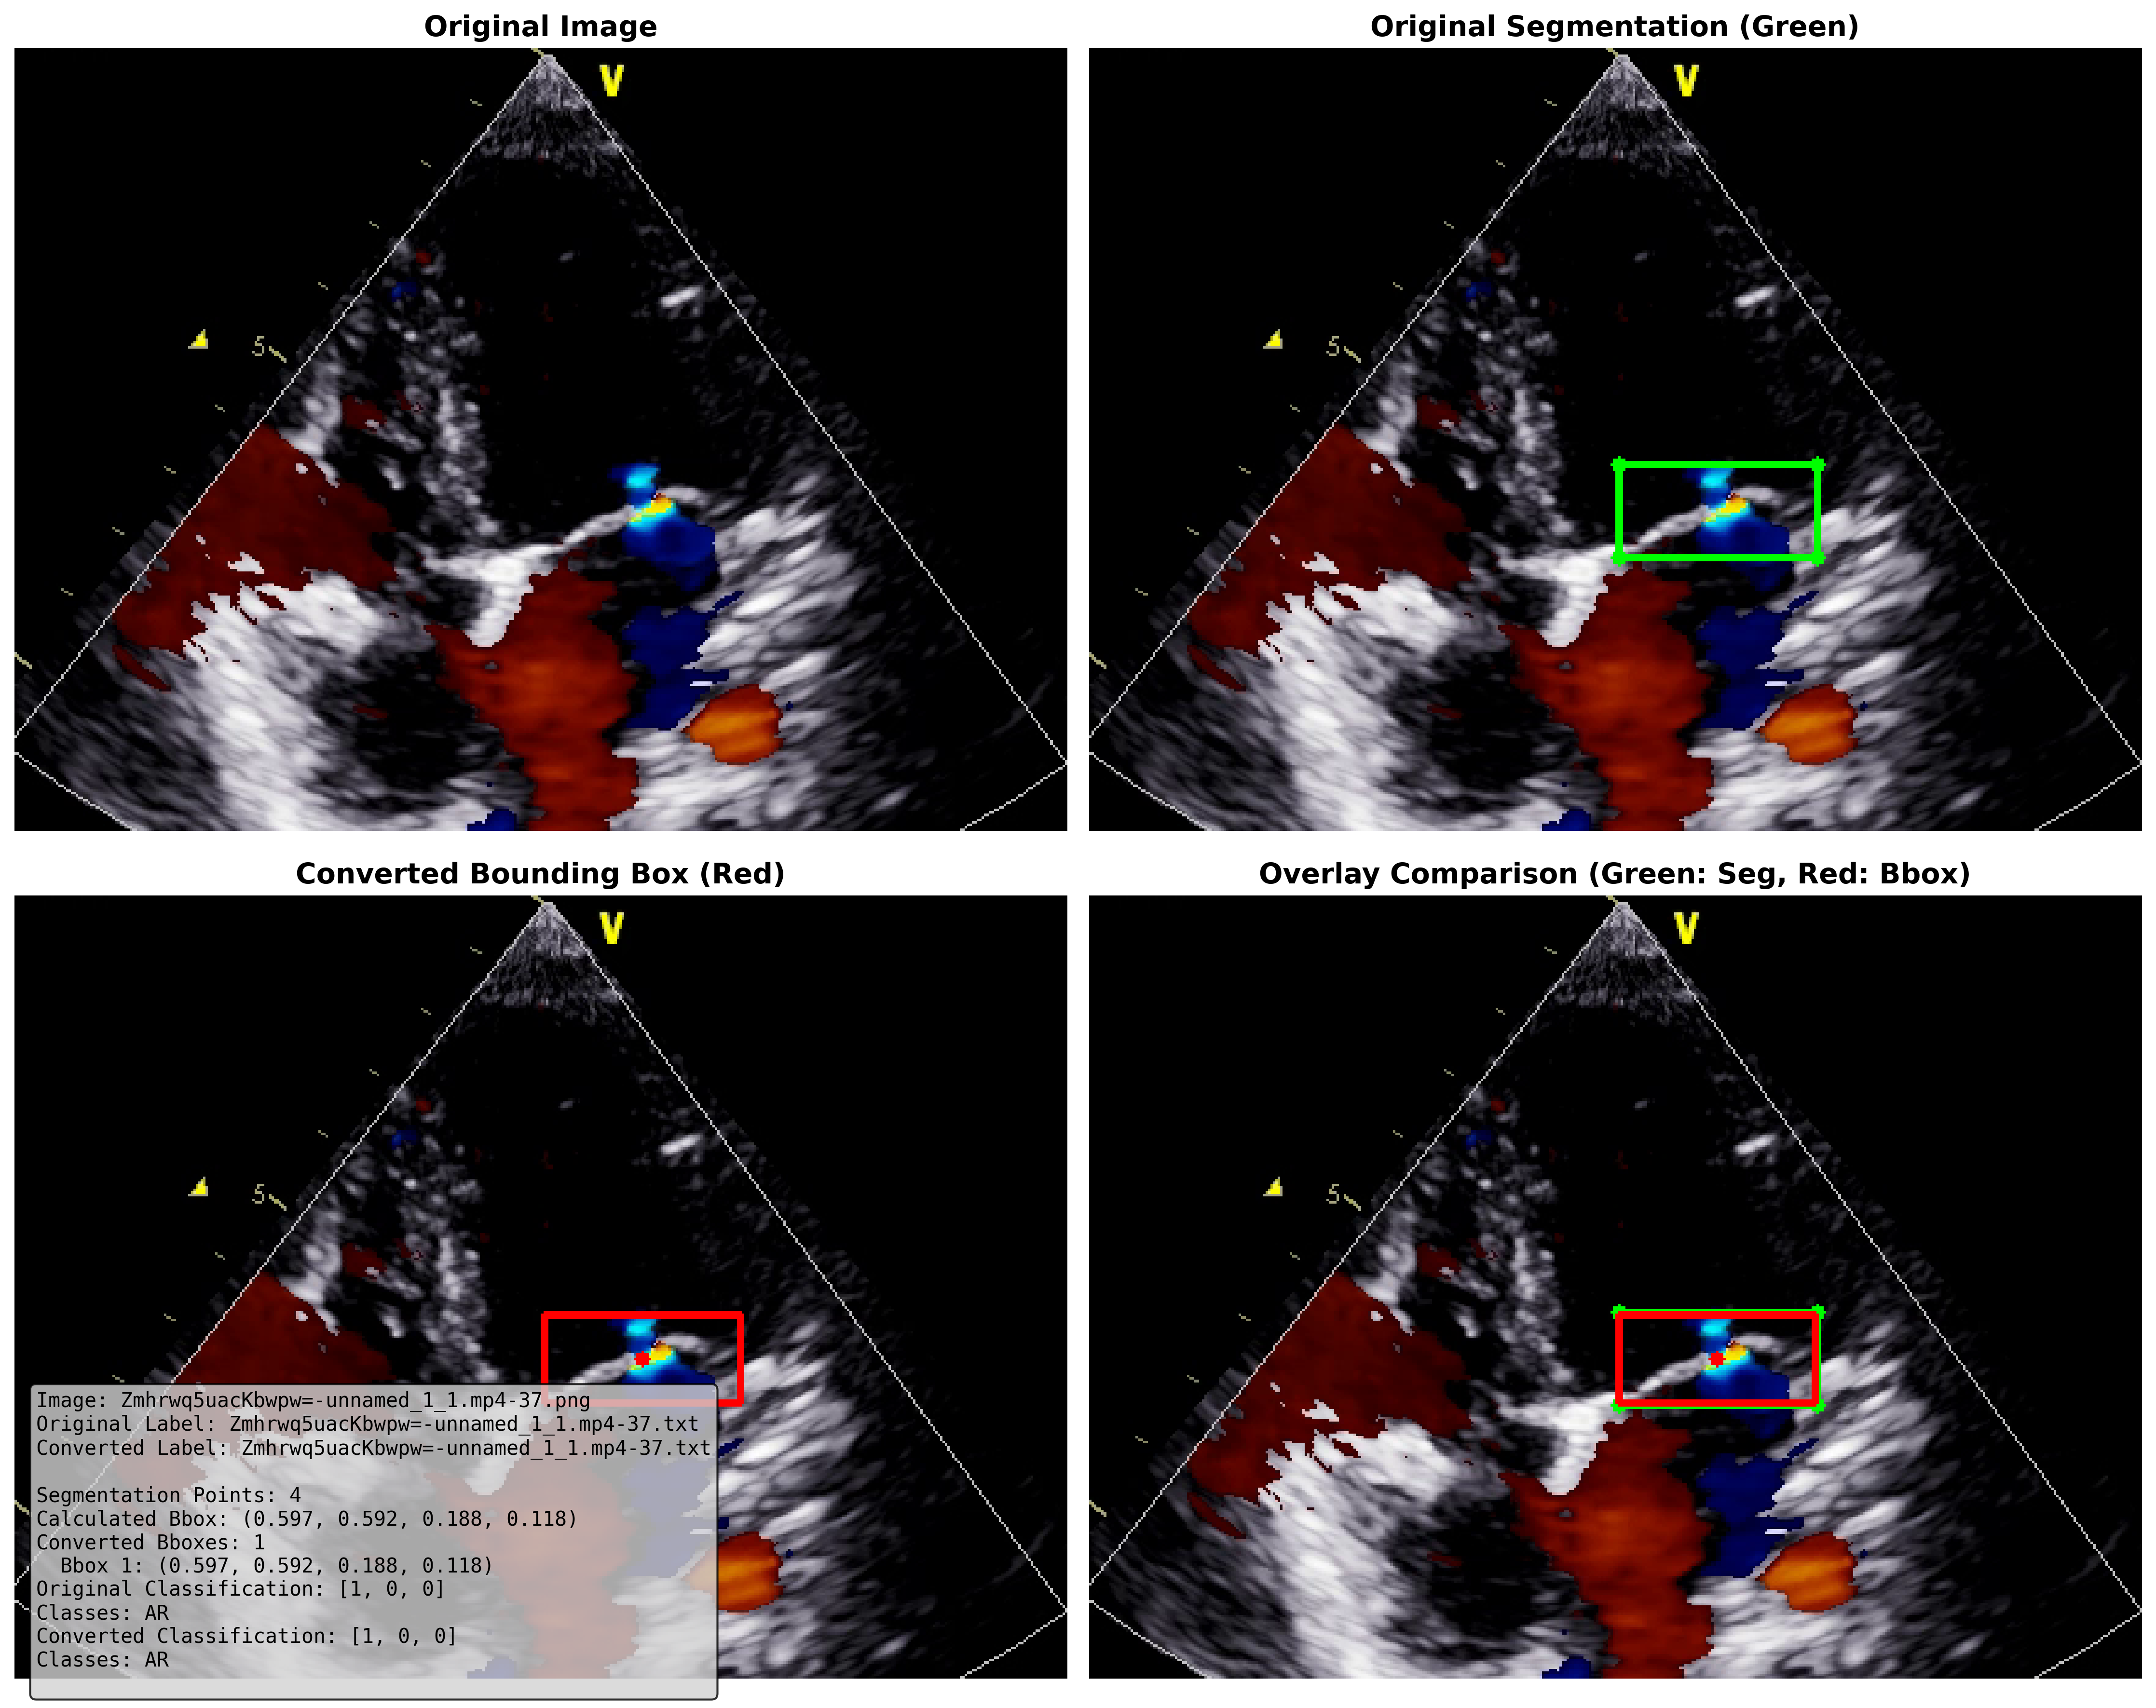 Original Image
Original Segmentation (Green)
V
V
5
5
Converted Bounding Box (Red)
Overlay Comparison (Green: Seg, Red: Bbox)
V
V
5
5
Image: Zmhrwq5uacKbwpw=-unnamed_1_1.mp4-37.png
Original Label: Zmhrwq5uacKbwpw=-unnamed_1_1.mp4-37.txt
Converted Label: Zmhrwq5uacKbwpw=-unnamed_1_1.mp4-37.txt
Segmentation Points: 4
Calculated Bbox: (0.597, 0.592, 0.188, 0.118)
Converted Bboxes: 1
Bbox 1: (0.597, 0.592, 0.188, 0.118)
Original Classification: [1, 0, 0]
Classes: AR
Converted Classification: [1, 0, 0]
Classes: AR